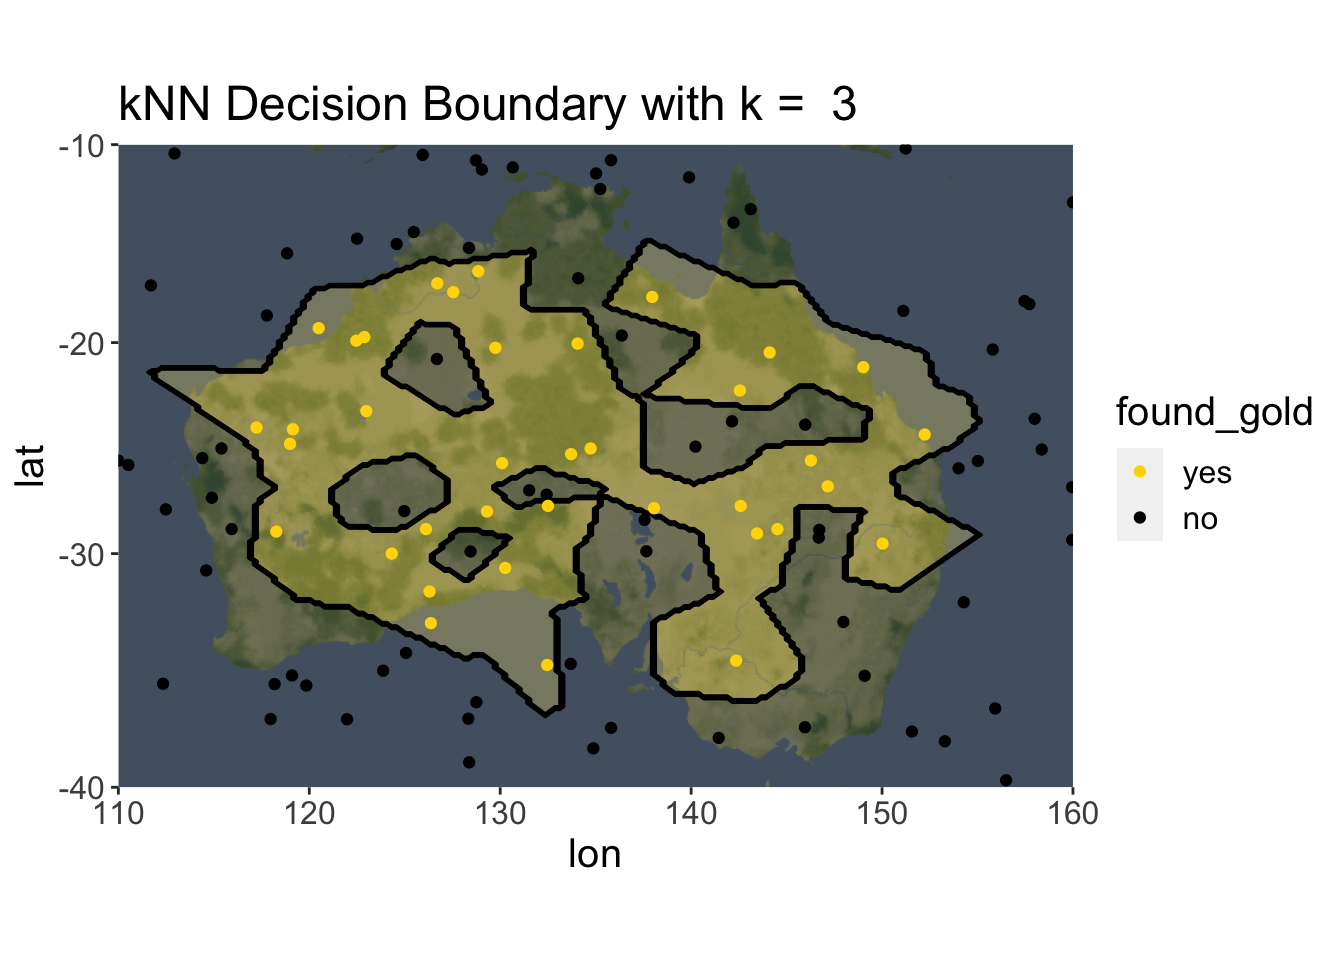 kNN Decision Boundary with k =  3
-10
-20
-30
-40
lat
110 120 130 140 150 160
lon
found_gold
yes
no